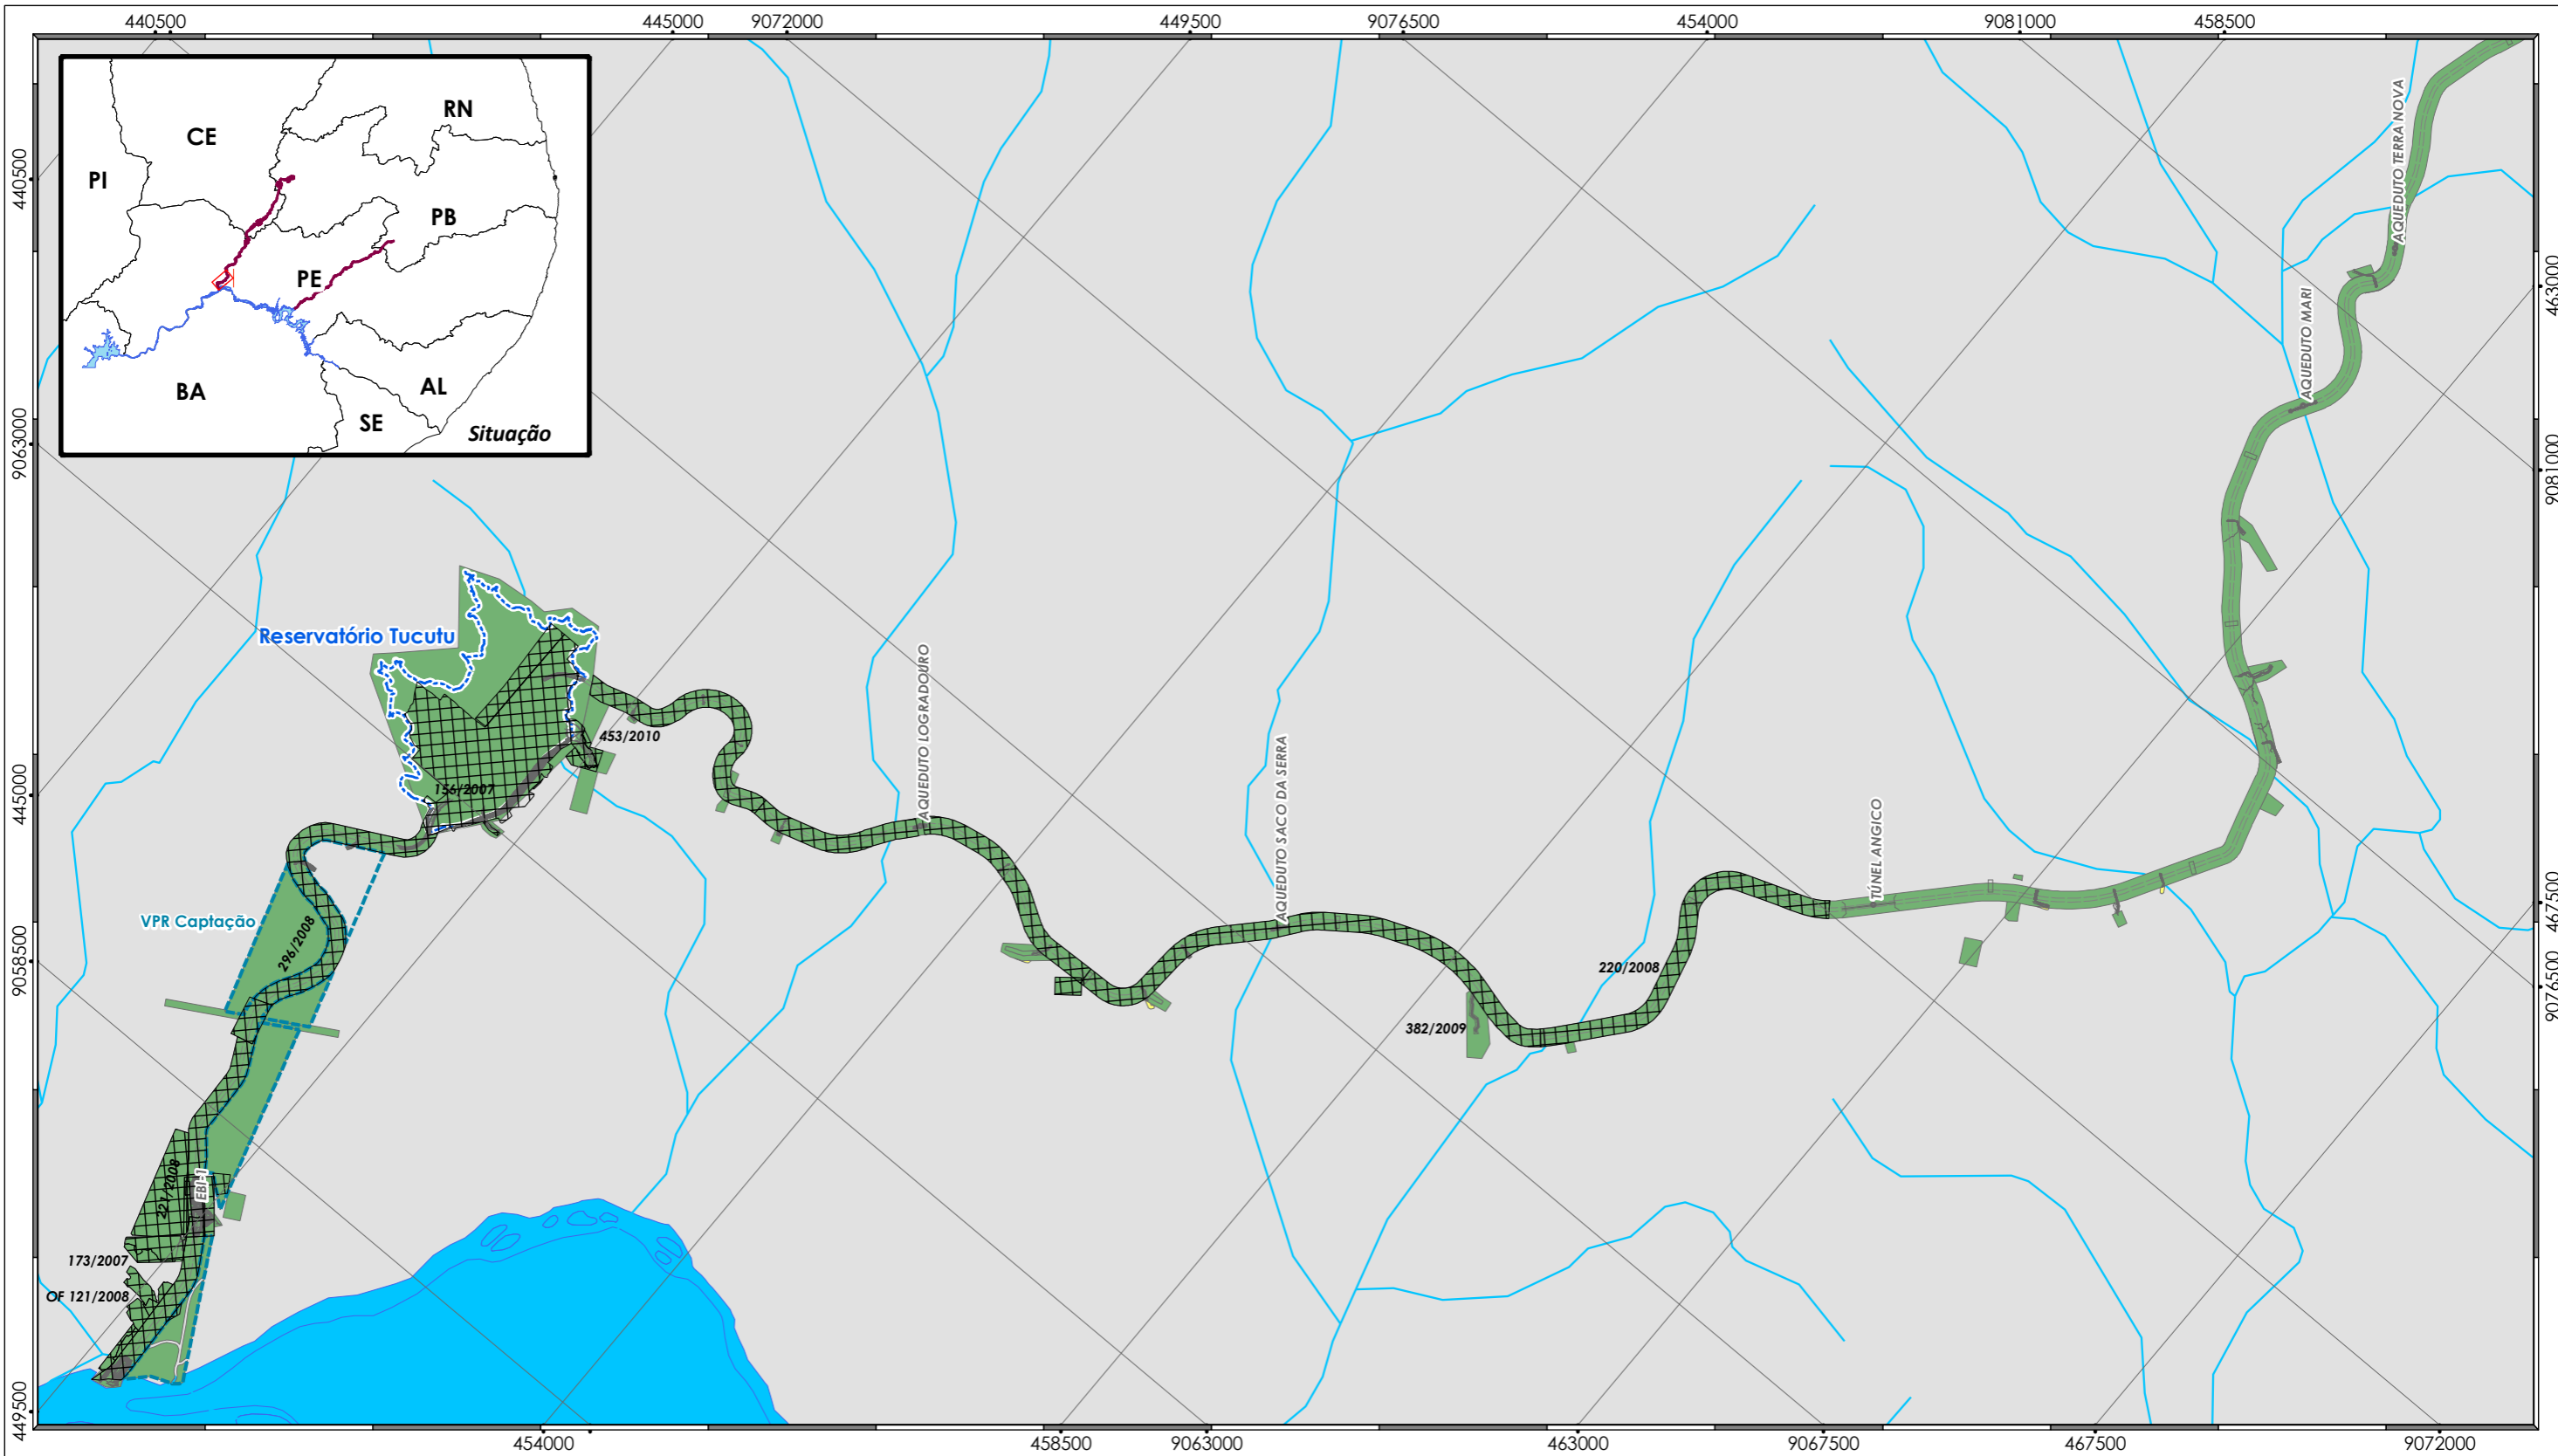 440500
445000
9072000
449500
9076500
454000
9081000
458500
RN
CE
PI
PB
PE
BA
AL
SE
Situação
440500
9063000
445000
9058500
449500
AQUEDUTO TERRA NOVA
463000
AQUEDUTO MARI
9081000
Reservatório Tucutu
AQUEDUTO LOGRADOURO
453/2010
AQUEDUTO SACO DA SERRA
156/2007
TÚNEL ANGICO
467500
VPR Captação
296/2008
220/2008
9076500
382/2009
221/2008
EBI-1
173/2007
OF 121/2008
454000
458500
9063000
463000
9067500
467500
9072000